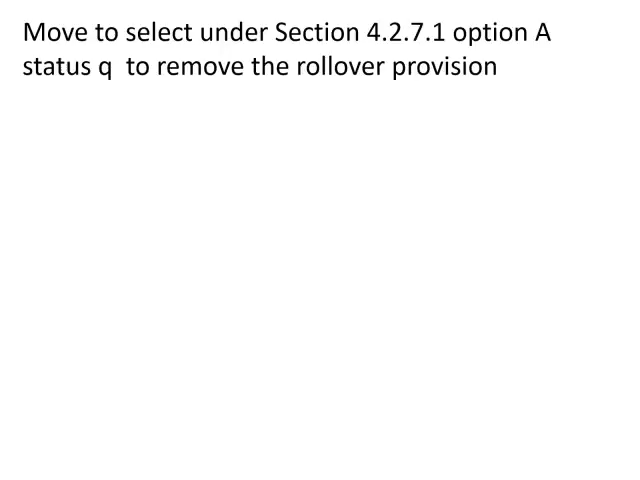 Move to select under Section 4.2.7.1 option A
status q  to remove the rollover provision